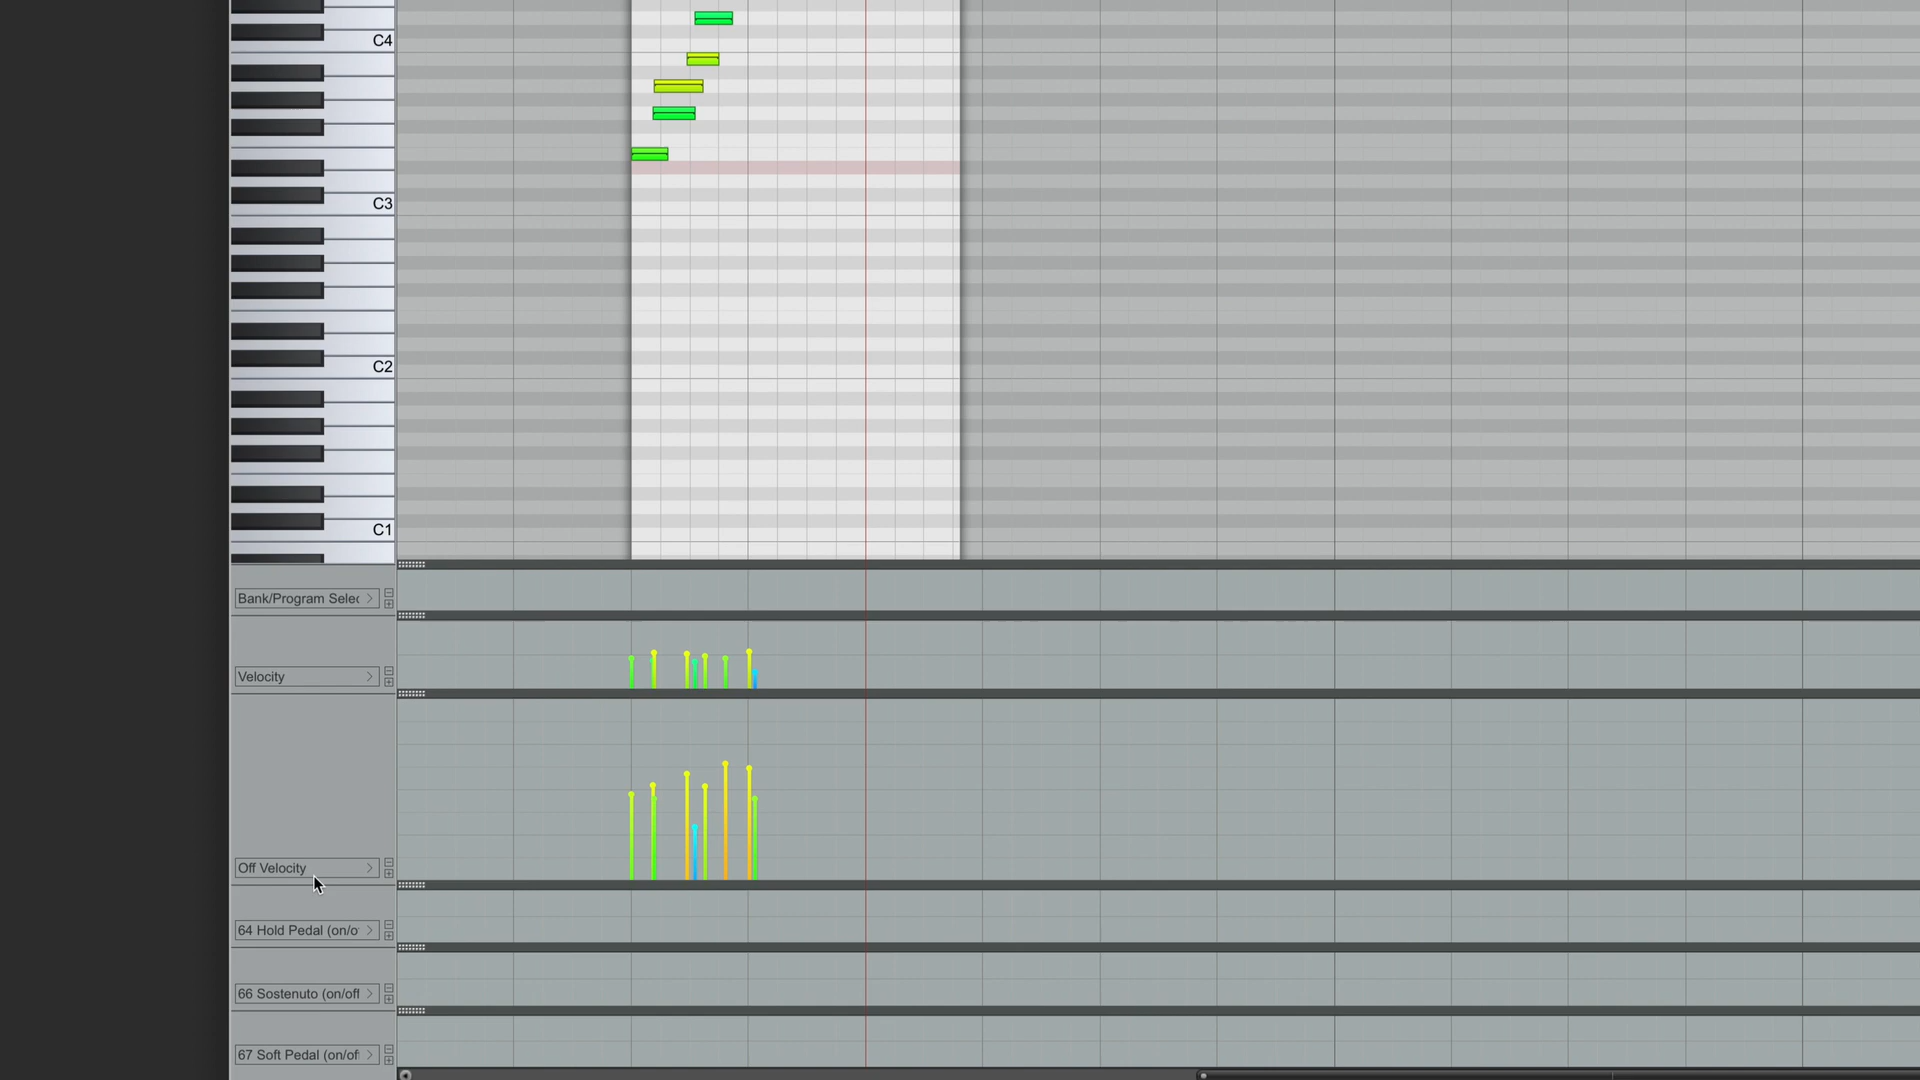 C4
C3
C2
C1
Bank/Program Selec
Velocity
Off Velocity
64 Hold Pedal (on/o
66 Sostenuto (on/off
67 Soft Pedal (on/of